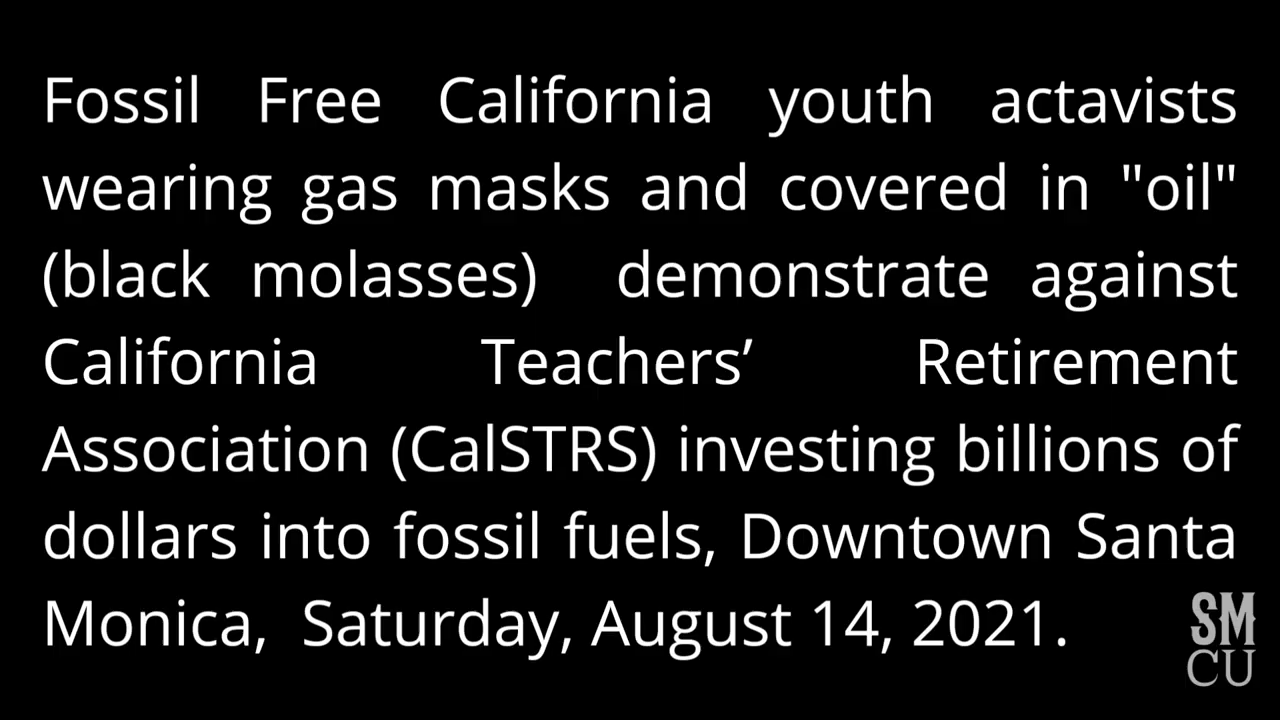 Fossil Free California youth actavists
wearing gas masks and covered in "oil"
(black molasses) demonstrate against
California Teachers’ Retirement
Association (CalSTRS) investing billions of
dollars into fossil fuels, Downtown Santa
Monica, Saturday, August 14, 2021.
SM
CU